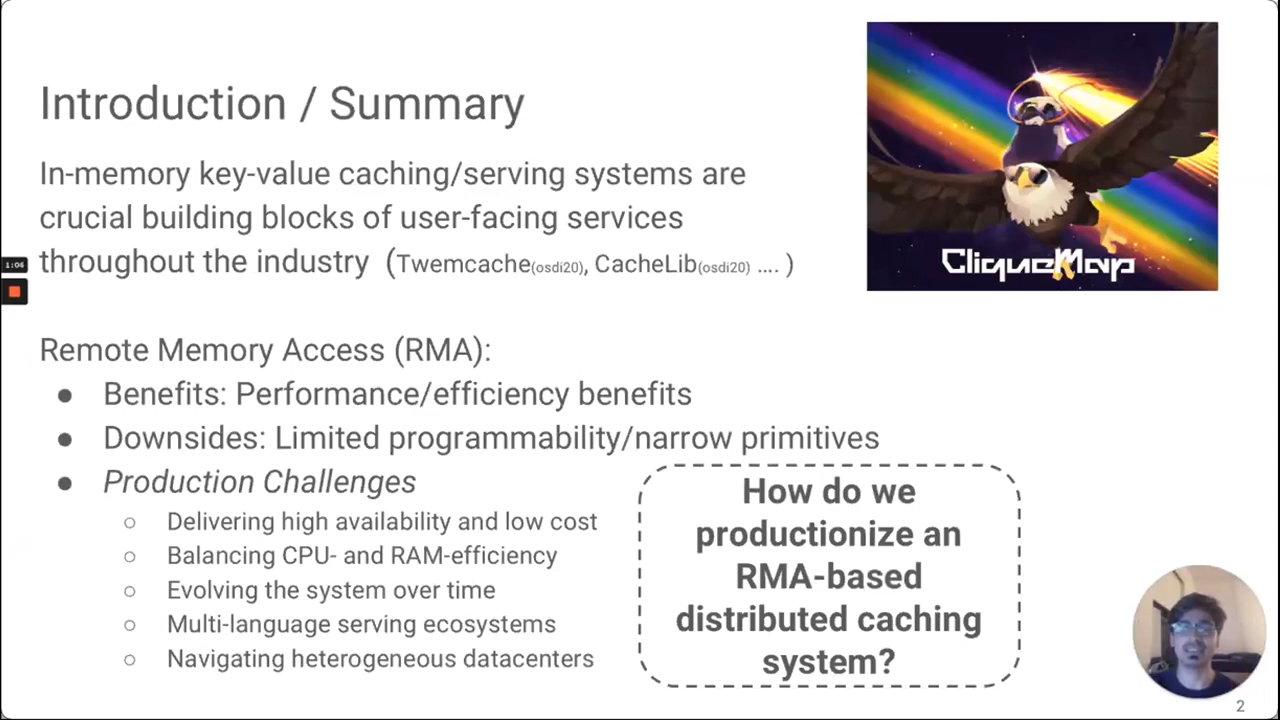 Introduction / Summary
In-memory key-value caching/serving systems are
crucial building blocks of user-facing services
throughout the industry (Twemcache(osdi20), CacheLib(osdi20) .... )
CliqueMap
1:06
Remote Memory Access (RMA):
● Benefits: Performance/efficiency benefits
● Downsides: Limited programmability/narrow primitives
● Production Challenges
○ Delivering high availability and low cost
○ Balancing CPU- and RAM-efficiency
○ Evolving the system over time
○ Multi-language serving ecosystems
○ Navigating heterogeneous datacenters
How do we
productionize an
RMA-based
distributed caching
system?
2